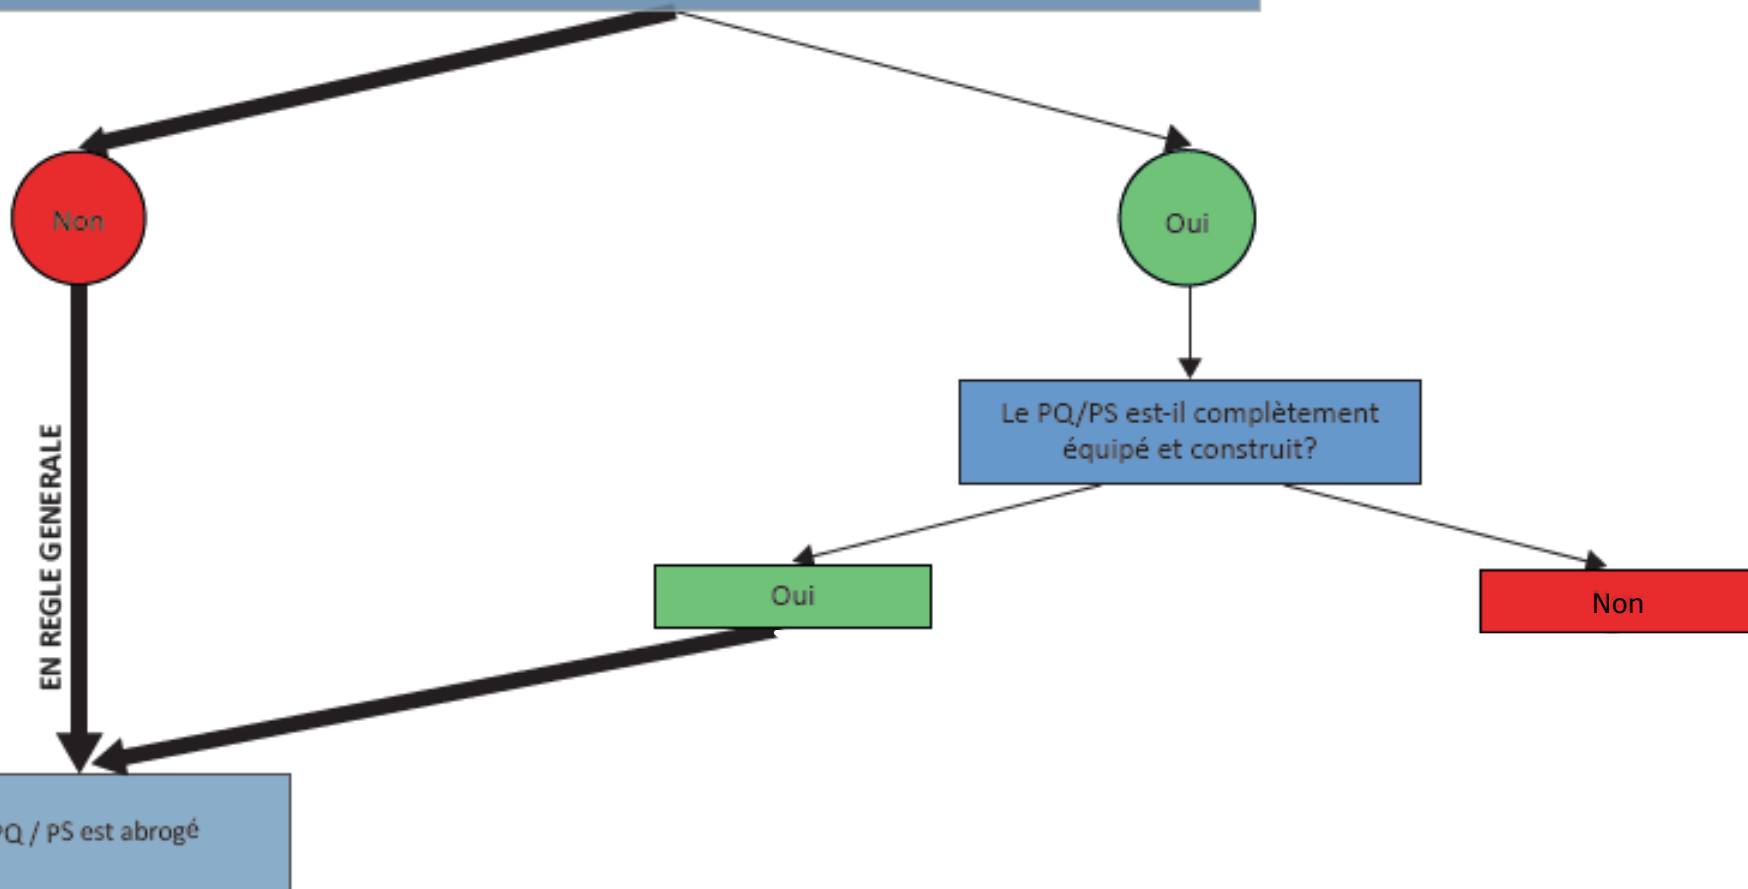 Non
Oui
Le PQ/PS est-il complètement
équipé et construit?
EN REGLE GENERALE
Oui
Non
PQ / PS est abrogé